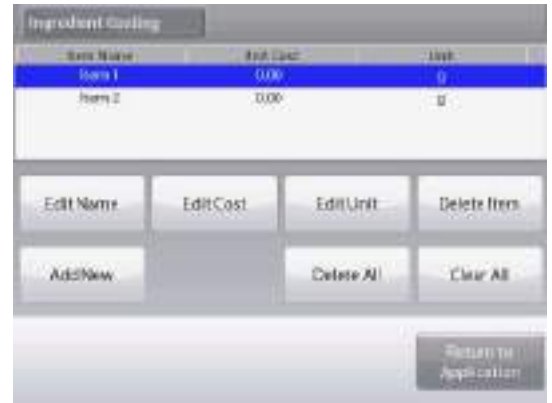 Ingredient Costing
Item Name Unit Cost Unit
Item 1 0.00 g
Item 2 0.00 g
Edit Name Edit Cost Edit Unit Delete Item
Add New Delete All Clear All
Return to
Application